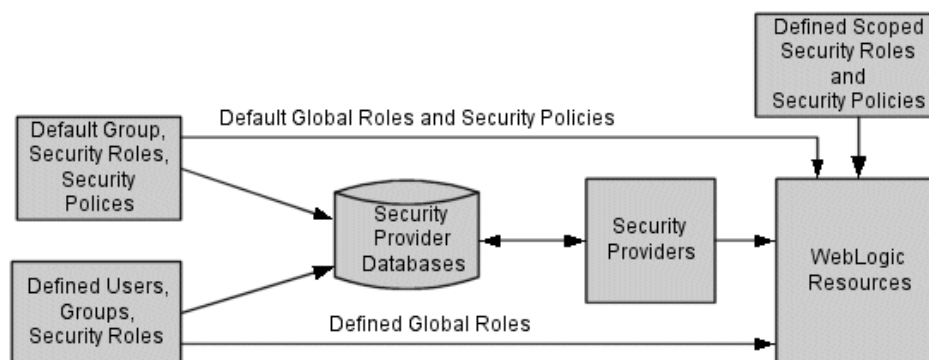 Defined Scoped
Security Roles
and
Security Policies
Default Global Roles and Security Policies
Default Group,
Security Roles,
Security
Polices
Security
Provider
Databases
Security
Providers
WebLogic
Resources
Defined Users,
Groups,
Security Roles
Defined Global Roles